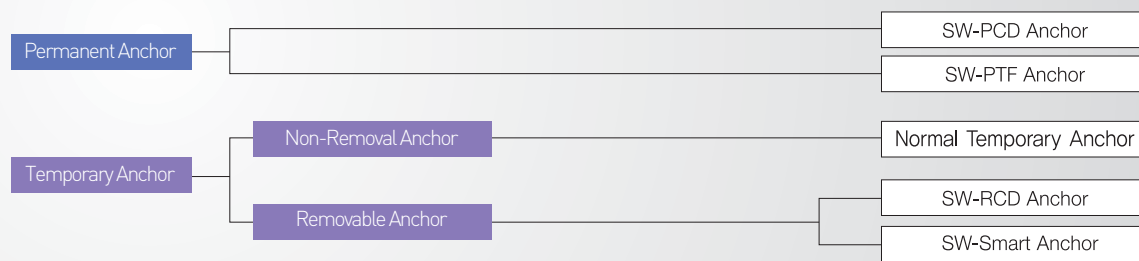 Permanent Anchor
SW-PCD Anchor
SW-PTF Anchor
Temporary Anchor
Non-Removal Anchor
Normal Temporary Anchor
Removable Anchor
SW-RCD Anchor
SW-Smart Anchor